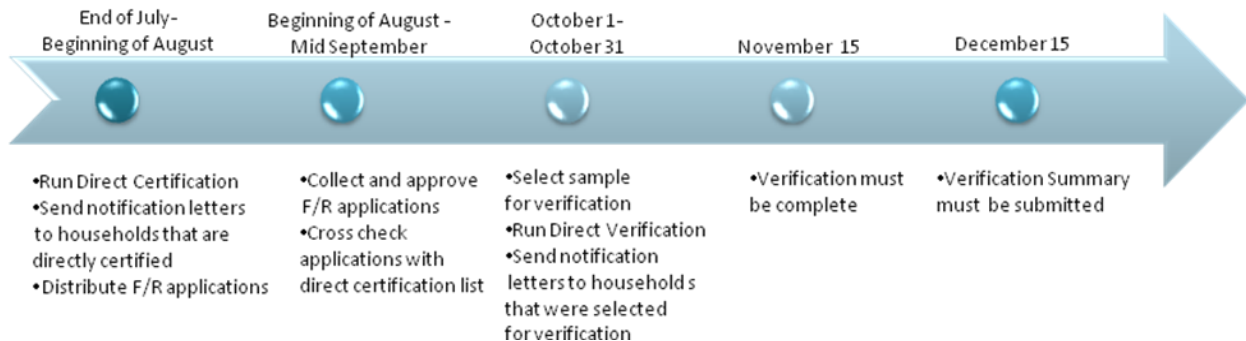 End of July-
Beginning of August
Beginning of August -
Mid September
October 1-
October 31
November 15
December 15
•Run Direct Certification
•Send notification letters
to households that are
directly certified
•Distribute F/R applications
•Collect and approve
F/R applications
•Cross check
applications with
direct certification list
•Select sample
for verification
•Run Direct Verification
•Send notification
letters to households
that were selected
for verification
•Verification must
be complete
•Verification Summary
must be submitted